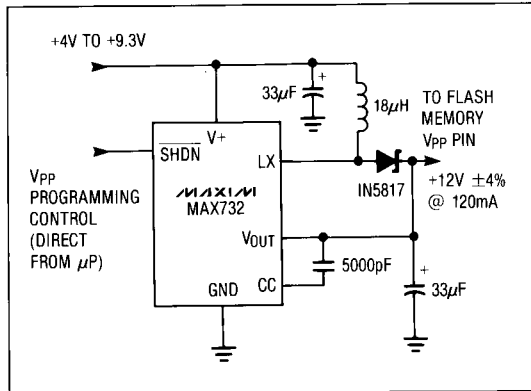 +4V TO +9.3V
33µF
+
18µH
TO FLASH
MEMORY
VPP PIN
V+
SHDN
LX
VPP
PROGRAMMING
CONTROL
(DIRECT
FROM µP)
MAXIM
MAX732
IN5817
+12V ±4%
@ 120mA
VOUT
5000pF
CC
GND
+
33µF